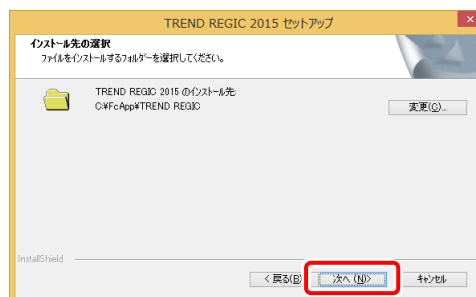 TREND REGIC 2015 セットアップ
×
インストール先の選択
ファイルをインストールするフォルダーを選択してください。
TREND REGIC 2015 のインストール先:
C:¥FcApp¥TREND REGIC
変更(C)...
InstallShield
< 戻る(B)
次へ (N)>
キャンセル